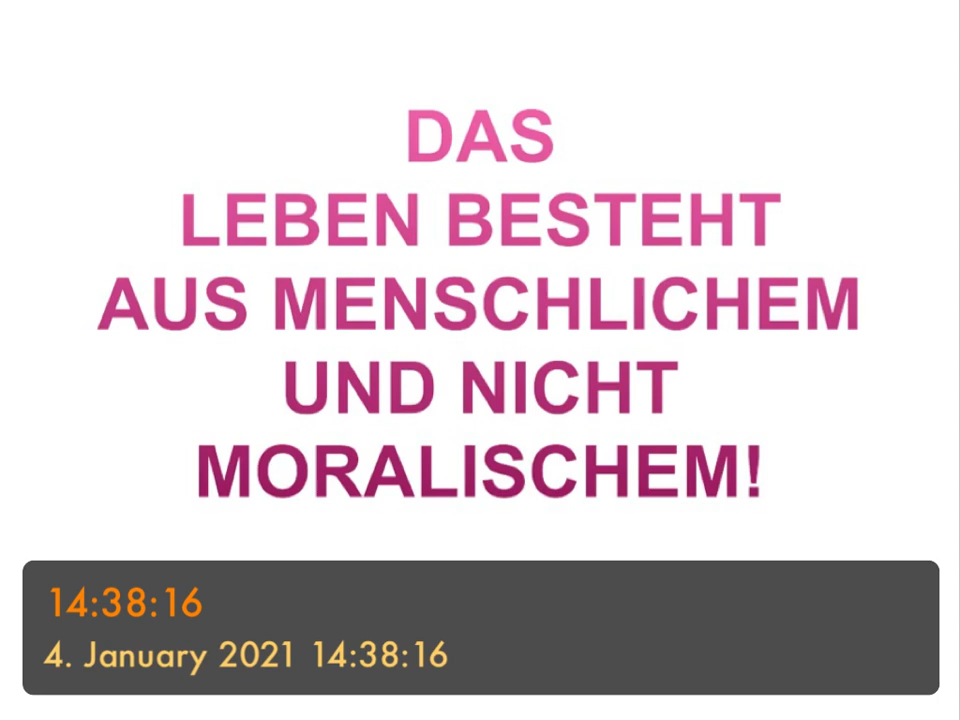 DAS
LEBEN BESTEHT
AUS MENSCHLICHEM
UND NICHT
MORALISCHEM!
14:38:16
4. January 2021 14:38:16